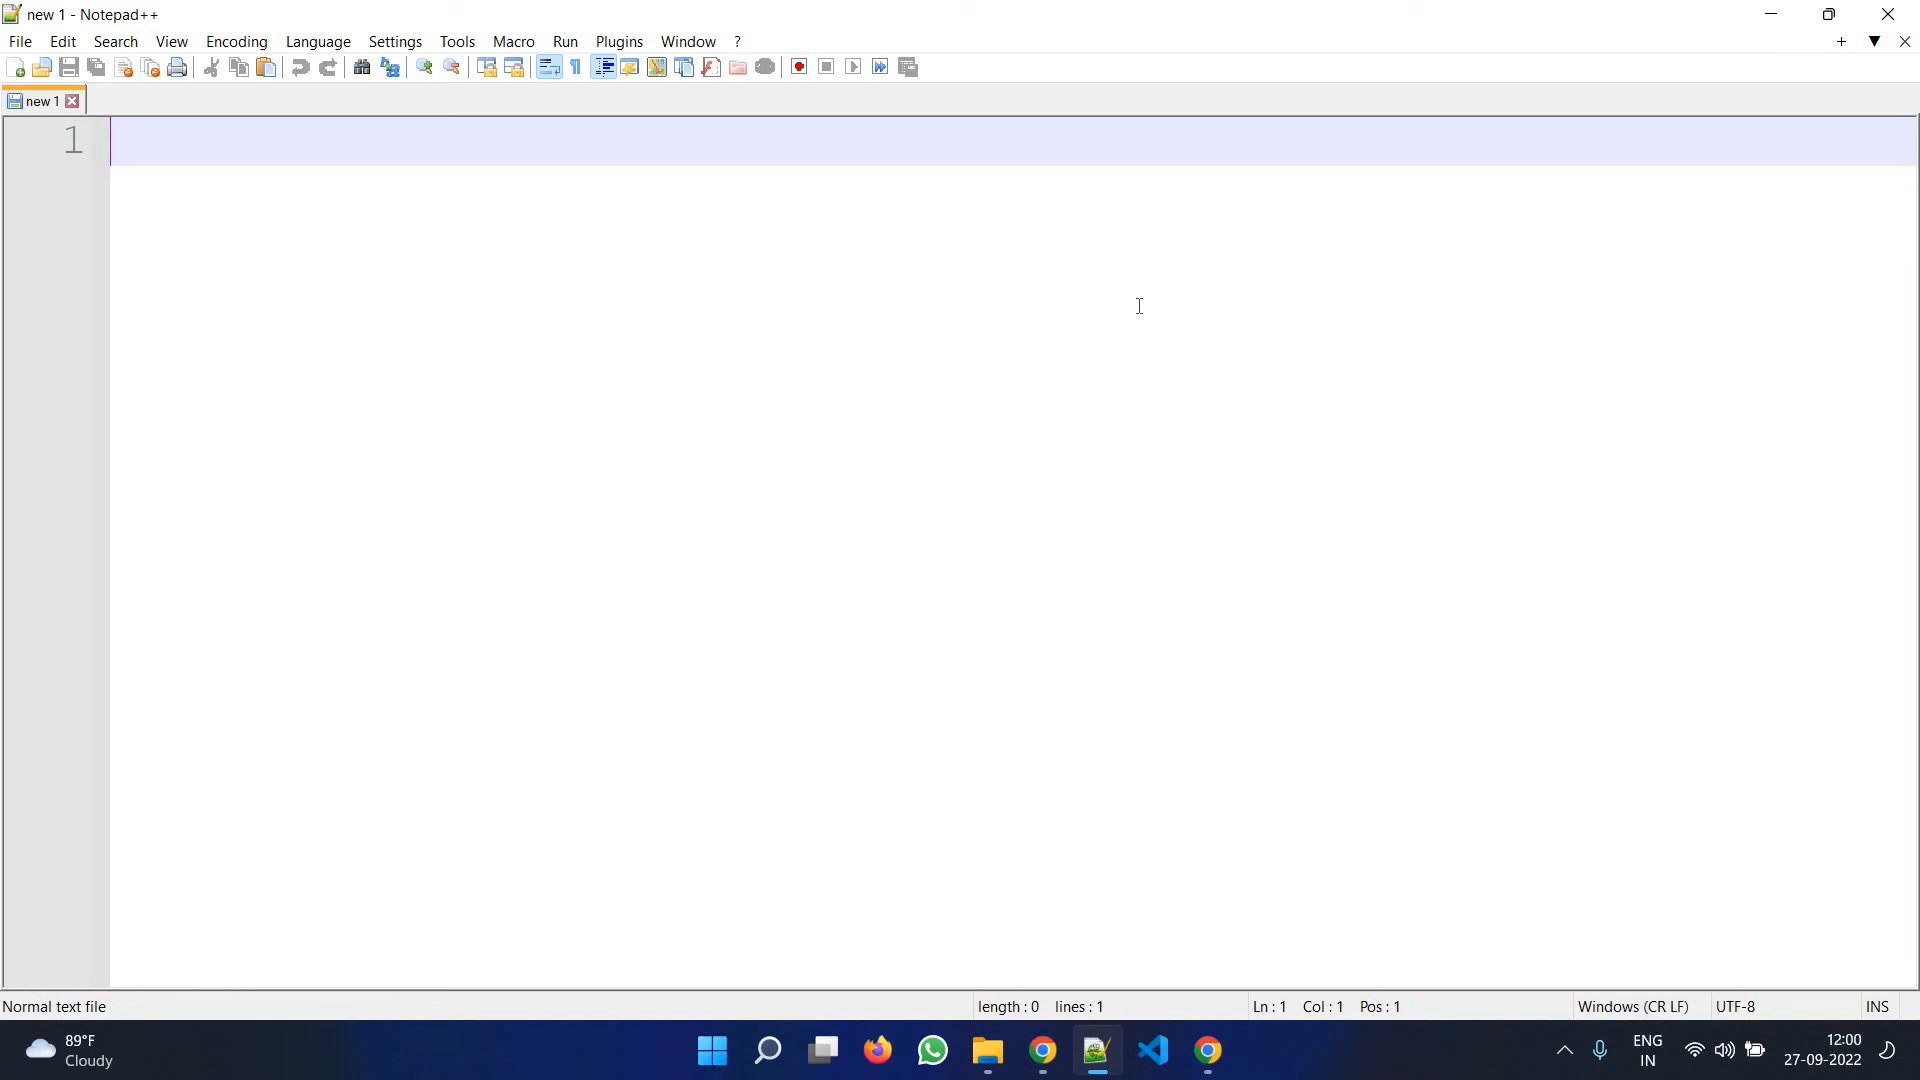 new 1 - Notepad++
File Edit Search View Encoding Language Settings Tools Macro Run Plugins Window ?
new 1
1
Normal text file length : 0 lines : 1 Ln : 1 Col : 1 Pos : 1 Windows (CR LF) UTF-8 INS
89°F
Cloudy
ENG
IN
12:00
27-09-2022